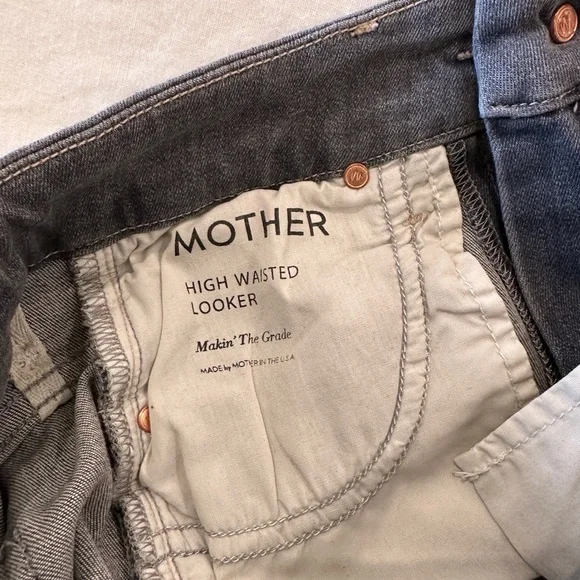 MOTHER
HIGH WAISTED
LOOKER
Makin' The Grade
MADE by MOTHER IN THE U.S.A